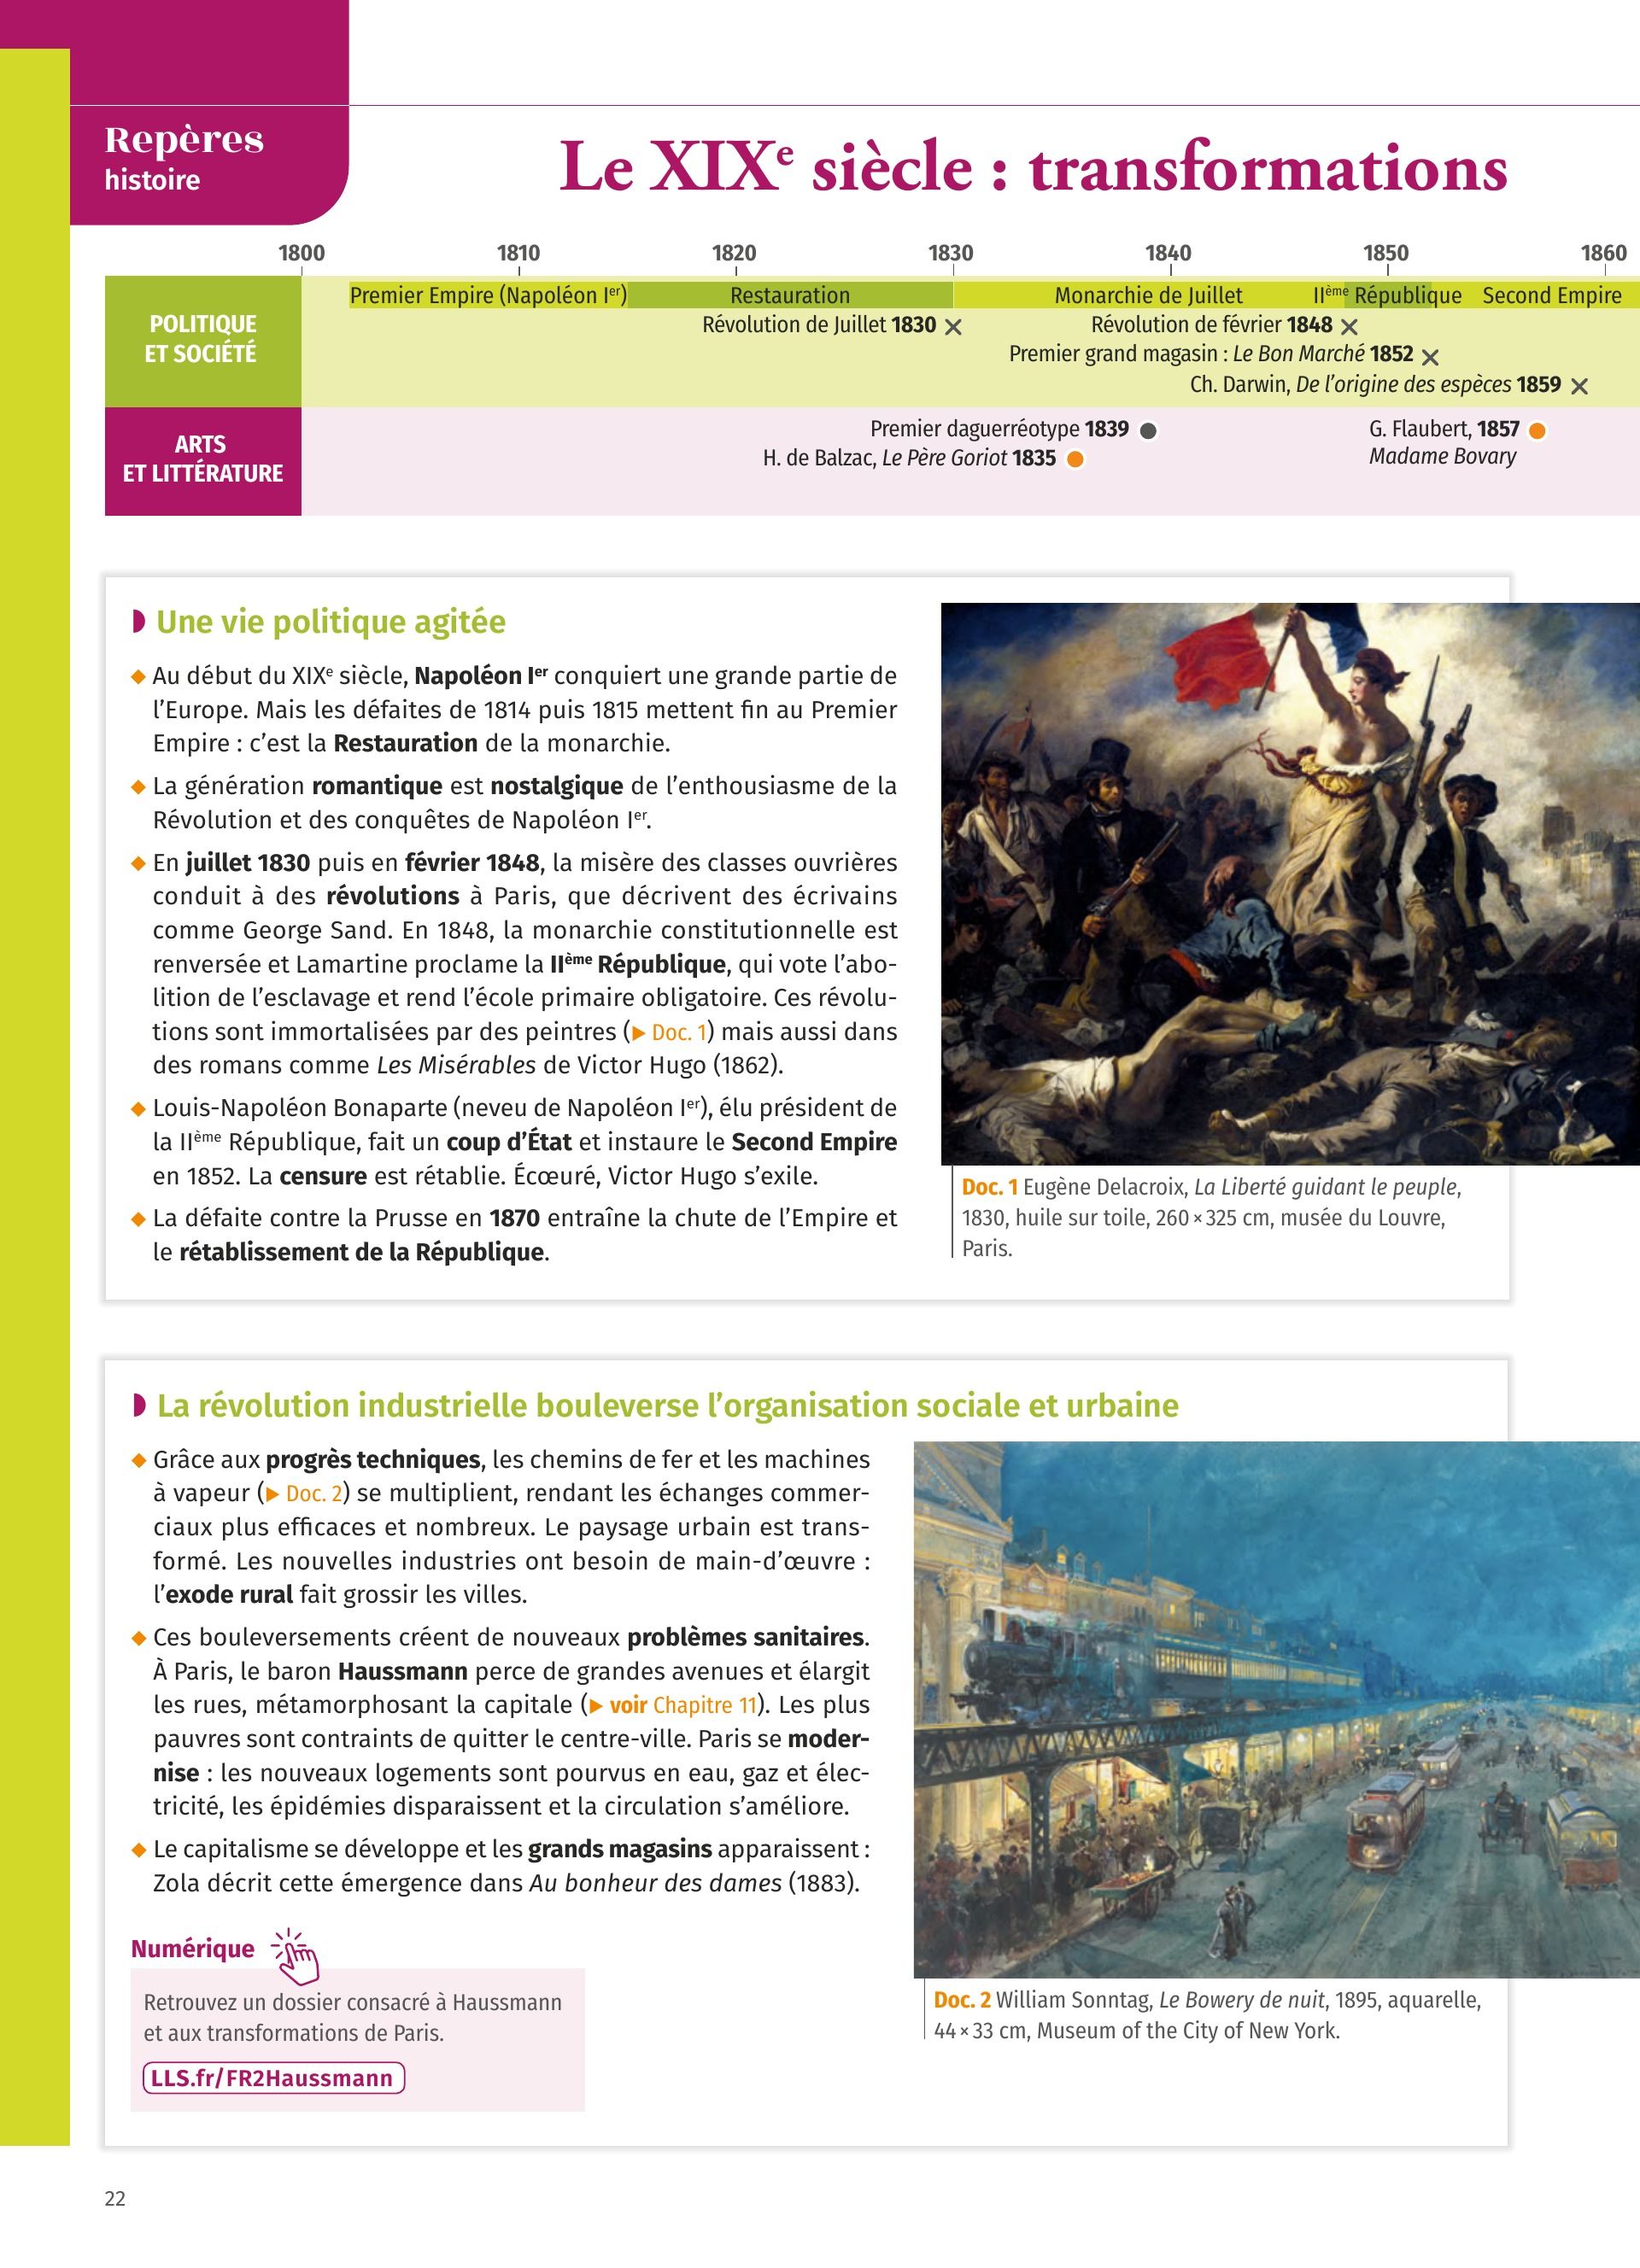 Repères
histoire
Le XIXe siècle : transformations
1800 1810 1820 1830 1840 1850 1860
POLITIQUE
ET SOCIÉTÉ
Premier Empire (Napoléon Ier) Restauration Monarchie de Juillet IIème République Second Empire
Révolution de Juillet 1830 Révolution de février 1848
Premier grand magasin : Le Bon Marché 1852
Ch. Darwin, De l’origine des espèces 1859
ARTS
ET LITTÉRATURE
Premier daguerréotype 1839 G. Flaubert, 1857
H. de Balzac, Le Père Goriot 1835 Madame Bovary
Une vie politique agitée
Au début du XIXe siècle, Napoléon Ier conquiert une grande partie de
l’Europe. Mais les défaites de 1814 puis 1815 mettent fin au Premier
Empire : c’est la Restauration de la monarchie.
La génération romantique est nostalgique de l’enthousiasme de la
Révolution et des conquêtes de Napoléon Ier.
En juillet 1830 puis en février 1848, la misère des classes ouvrières
conduit à des révolutions à Paris, que décrivent des écrivains
comme George Sand. En 1848, la monarchie constitutionnelle est
renversée et Lamartine proclame la IIème République, qui vote l’abo-
lition de l’esclavage et rend l’école primaire obligatoire. Ces révolu-
tions sont immortalisées par des peintres (▶ Doc. 1) mais aussi dans
des romans comme Les Misérables de Victor Hugo (1862).
Louis-Napoléon Bonaparte (neveu de Napoléon Ier), élu président de
la IIème République, fait un coup d’État et instaure le Second Empire
en 1852. La censure est rétablie. Écœuré, Victor Hugo s’exile.
La défaite contre la Prusse en 1870 entraîne la chute de l’Empire et
le rétablissement de la République.
Doc. 1 Eugène Delacroix, La Liberté guidant le peuple,
1830, huile sur toile, 260 × 325 cm, musée du Louvre,
Paris.
La révolution industrielle bouleverse l’organisation sociale et urbaine
Grâce aux progrès techniques, les chemins de fer et les machines
à vapeur (▶ Doc. 2) se multiplient, rendant les échanges commer-
ciaux plus efficaces et nombreux. Le paysage urbain est trans-
formé. Les nouvelles industries ont besoin de main-d’œuvre :
l’exode rural fait grossir les villes.
Ces bouleversements créent de nouveaux problèmes sanitaires.
À Paris, le baron Haussmann perce de grandes avenues et élargit
les rues, métamorphosant la capitale (▶ voir Chapitre 11). Les plus
pauvres sont contraints de quitter le centre-ville. Paris se moder-
nise : les nouveaux logements sont pourvus en eau, gaz et élec-
tricité, les épidémies disparaissent et la circulation s’améliore.
Le capitalisme se développe et les grands magasins apparaissent :
Zola décrit cette émergence dans Au bonheur des dames (1883).
Numérique
Retrouvez un dossier consacré à Haussmann
et aux transformations de Paris.
LLS.fr/FR2Haussmann
Doc. 2 William Sonntag, Le Bowery de nuit, 1895, aquarelle,
44 × 33 cm, Museum of the City of New York.
22